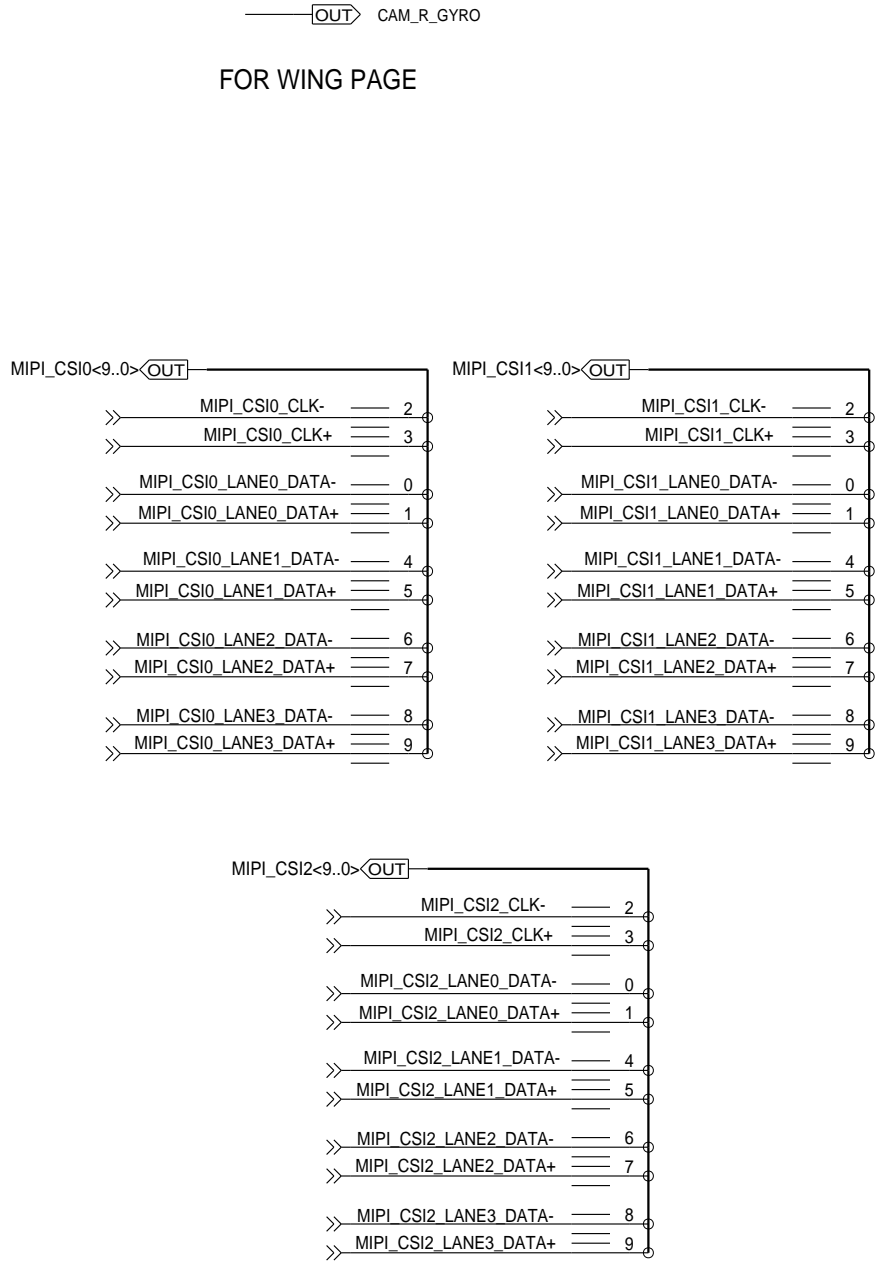 OUT CAM_R_GYRO
FOR WING PAGE
MIPI_CSI0<9..0> OUT
MIPI_CSI0_CLK- 2
MIPI_CSI0_CLK+ 3
MIPI_CSI0_LANE0_DATA- 0
MIPI_CSI0_LANE0_DATA+ 1
MIPI_CSI0_LANE1_DATA- 4
MIPI_CSI0_LANE1_DATA+ 5
MIPI_CSI0_LANE2_DATA- 6
MIPI_CSI0_LANE2_DATA+ 7
MIPI_CSI0_LANE3_DATA- 8
MIPI_CSI0_LANE3_DATA+ 9
MIPI_CSI1<9..0> OUT
MIPI_CSI1_CLK- 2
MIPI_CSI1_CLK+ 3
MIPI_CSI1_LANE0_DATA- 0
MIPI_CSI1_LANE0_DATA+ 1
MIPI_CSI1_LANE1_DATA- 4
MIPI_CSI1_LANE1_DATA+ 5
MIPI_CSI1_LANE2_DATA- 6
MIPI_CSI1_LANE2_DATA+ 7
MIPI_CSI1_LANE3_DATA- 8
MIPI_CSI1_LANE3_DATA+ 9
MIPI_CSI2<9..0> OUT
MIPI_CSI2_CLK- 2
MIPI_CSI2_CLK+ 3
MIPI_CSI2_LANE0_DATA- 0
MIPI_CSI2_LANE0_DATA+ 1
MIPI_CSI2_LANE1_DATA- 4
MIPI_CSI2_LANE1_DATA+ 5
MIPI_CSI2_LANE2_DATA- 6
MIPI_CSI2_LANE2_DATA+ 7
MIPI_CSI2_LANE3_DATA- 8
MIPI_CSI2_LANE3_DATA+ 9